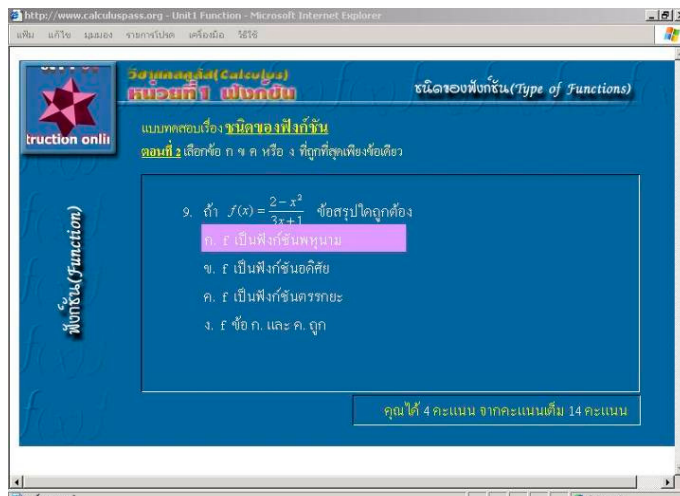 http://www.calculuspass.org - Unit1 Function - Microsoft Internet Explorer
แฟ้ม แก้ไข มุมมอง รายการโปรด เครื่องมือ วิธีใช้
วิชาแคลคูลัส(Calculus)
หน่วยที่1 ฟังก์ชัน
ชนิดของฟังก์ชัน(Type of Functions)
truction onlin
แบบทดสอบเรื่อง ชนิดของฟังก์ชัน
ตอนที่ 2 เลือกข้อ ก ข ค หรือ ง ที่ถูกที่สุดเพียงข้อเดียว
ฟังก์ชัน(Function)
9. ถ้า f(x) = (2 − x²)/(3x+1) ข้อสรุปใดถูกต้อง
ก. f เป็นฟังก์ชันพหุนาม
ข. f เป็นฟังก์ชันอดิศัย
ค. f เป็นฟังก์ชันตรรกยะ
ง. f ข้อ ก. และ ค. ถูก
คุณได้ 4 คะแนน จากคะแนนเต็ม 14 คะแนน